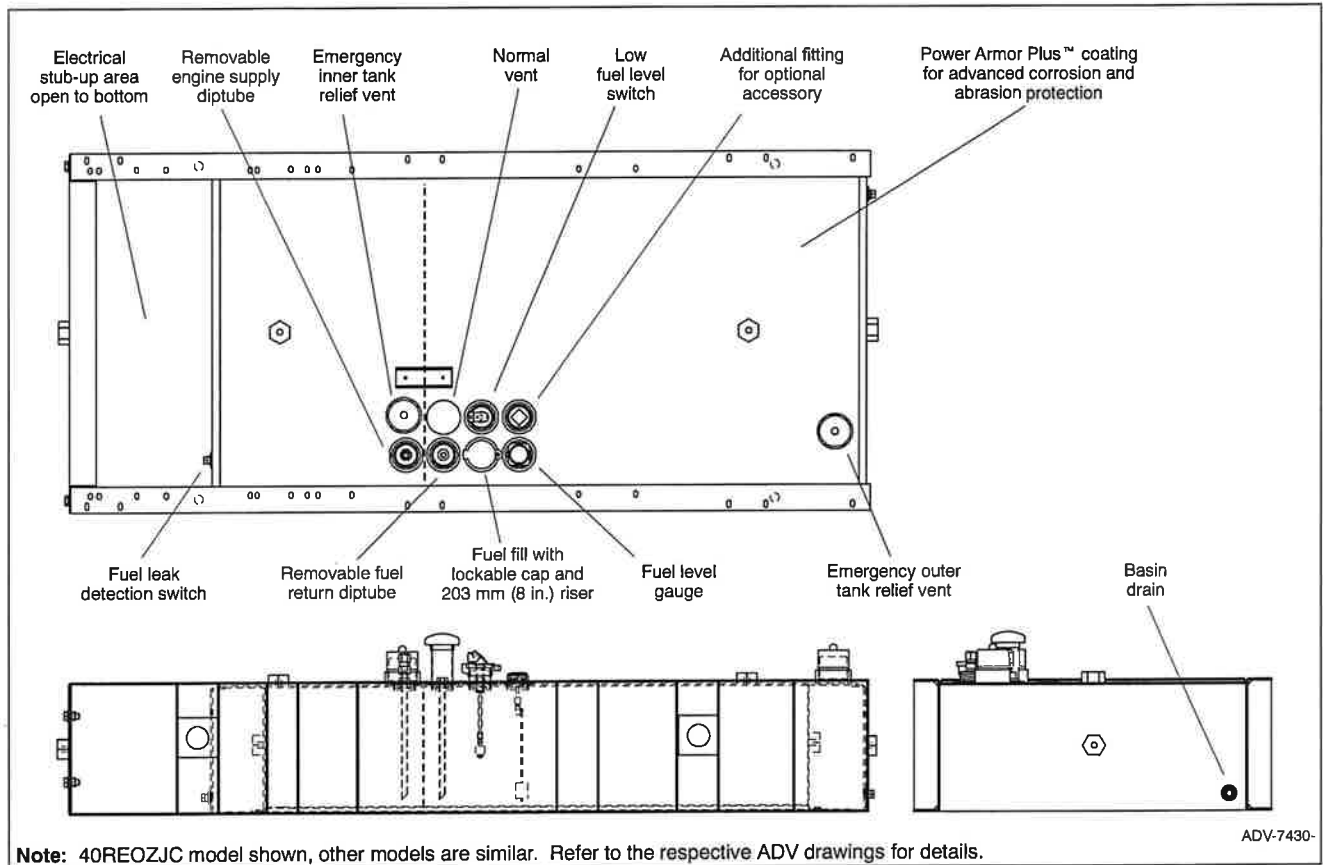 Electrical
stub-up area
open to bottom
Removable
engine supply
diptube
Emergency
inner tank
relief vent
Normal
vent
Low
fuel level
switch
Additional fitting
for optional
accessory
Power Armor Plus™ coating
for advanced corrosion and
abrasion protection
Fuel leak
detection switch
Removable fuel
return diptube
Fuel fill with
lockable cap and
203 mm (8 in.) riser
Fuel level
gauge
Emergency outer
tank relief vent
Basin
drain
ADV-7430-
Note: 40REOZJC model shown, other models are similar. Refer to the respective ADV drawings for details.